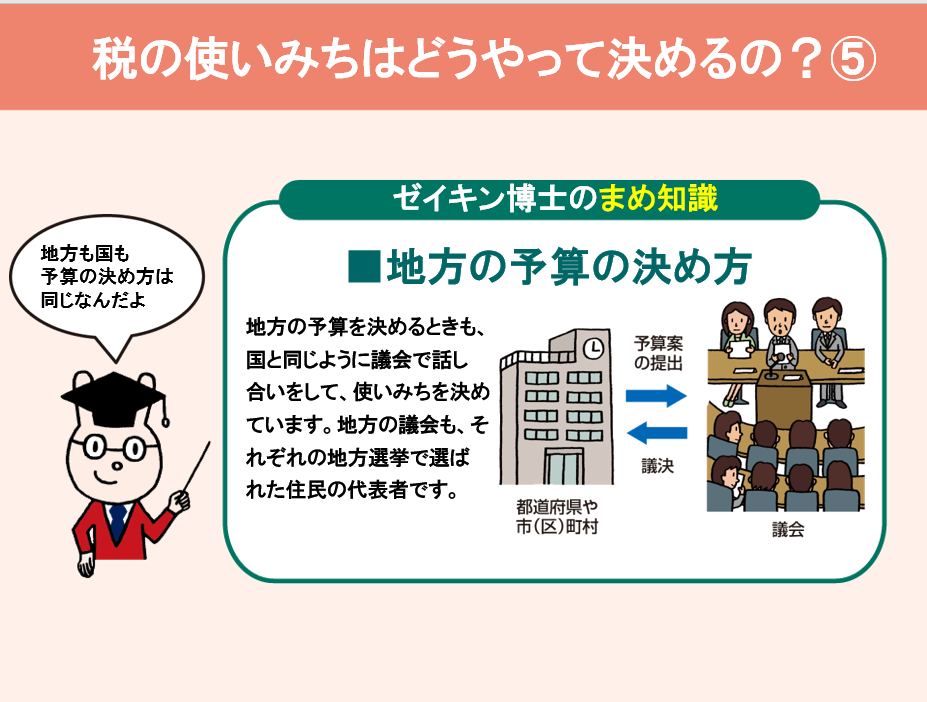 税の使いみちはどうやって決めるの？⑤
ゼイキン博士のまめ知識
地方も国も
予算の決め方は
同じなんだよ
■地方の予算の決め方
地方の予算を決めるときも、
国と同じように議会で話し
合いをして、使いみちを決め
ています。地方の議会も、そ
れぞれの地方選挙で選ば
れた住民の代表者です。
予算案
の提出
議決
都道府県や
市(区)町村
議会